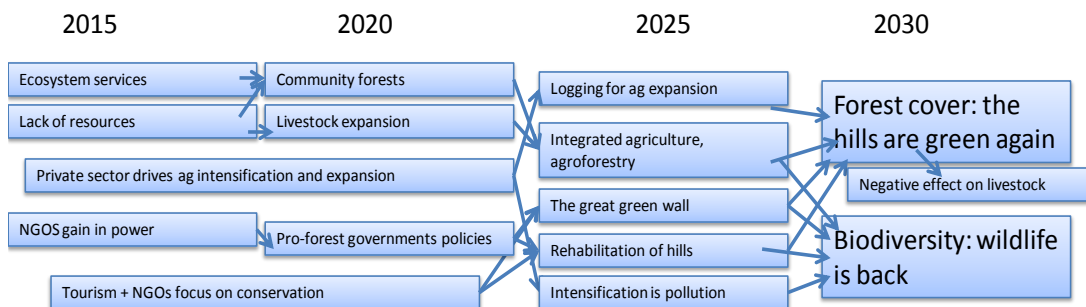 2015
2020
2025
2030
Ecosystem services
Community forests
Logging for ag expansion
Forest cover: the
hills are green again
Lack of resources
Livestock expansion
Integrated agriculture,
agroforestry
Private sector drives ag intensification and expansion
Negative effect on livestock
The great green wall
NGOS gain in power
Pro-forest governments policies
Rehabilitation of hills
Biodiversity: wildlife
is back
Tourism + NGOs focus on conservation
Intensification is pollution